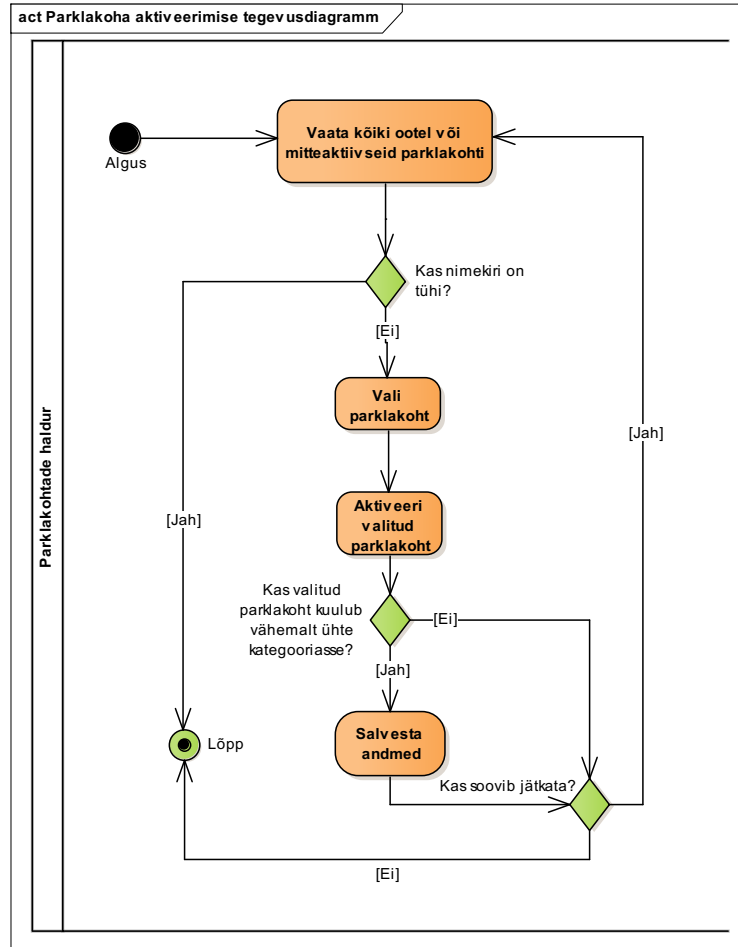 act Parklakoha aktiveerimise tegevusdiagramm
Parklakohtade haldur
Algus
Vaata kõiki ootel või
mitteaktiivseid parklakohti
Kas nimekiri on
tühi?
[Ei]
Vali
parklakoht
[Jah]
[Jah]
Aktiveeri
valitud
parklakoht
Kas valitud
parklakoht kuulub
vähemalt ühte
kategooriasse?
[Ei]
[Jah]
Salvesta
andmed
Lõpp
Kas soovib jätkata?
[Ei]